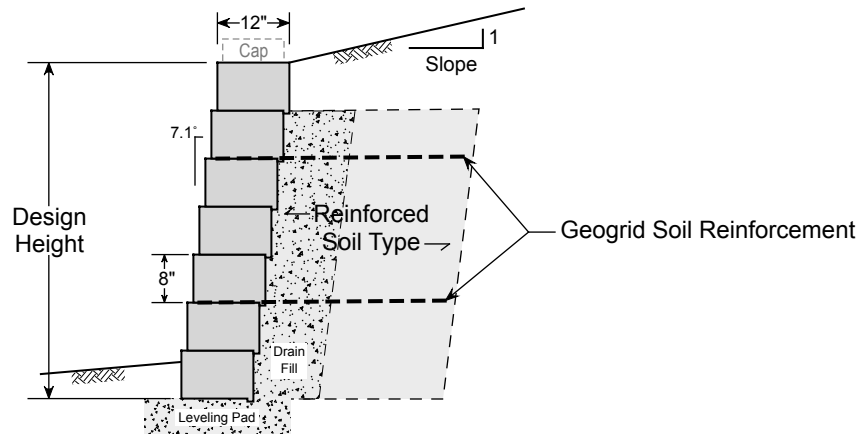 12"
Cap
1
Slope
7.1°
Design
Height
Reinforced
Soil Type
Geogrid Soil Reinforcement
8"
Drain
Fill
Leveling Pad